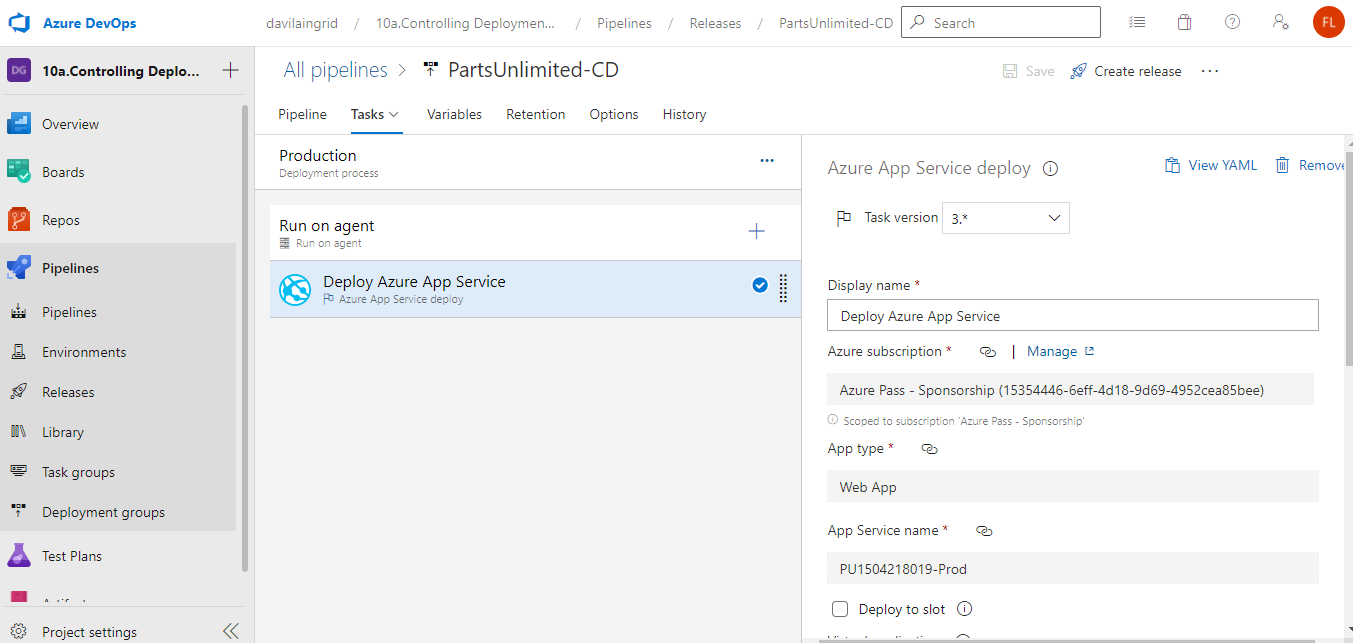 Azure DevOps
davilaingrid / 10a.Controlling Deploymen... / Pipelines / Releases / PartsUnlimited-CD
Search
FL
DG
10a.Controlling Deplo...
Overview
Boards
Repos
Pipelines
Pipelines
Environments
Releases
Library
Task groups
Deployment groups
Test Plans
Project settings
All pipelines > PartsUnlimited-CD
Save
Create release
Pipeline
Tasks
Variables
Retention
Options
History
Production
Deployment process
Run on agent
Run on agent
Deploy Azure App Service
Azure App Service deploy
Azure App Service deploy
View YAML
Remove
Task version
3.*
Display name *
Deploy Azure App Service
Azure subscription * | Manage
Azure Pass - Sponsorship (15354446-6eff-4d18-9d69-4952cea85bee)
Scoped to subscription 'Azure Pass - Sponsorship'
App type *
Web App
App Service name *
PU1504218019-Prod
Deploy to slot